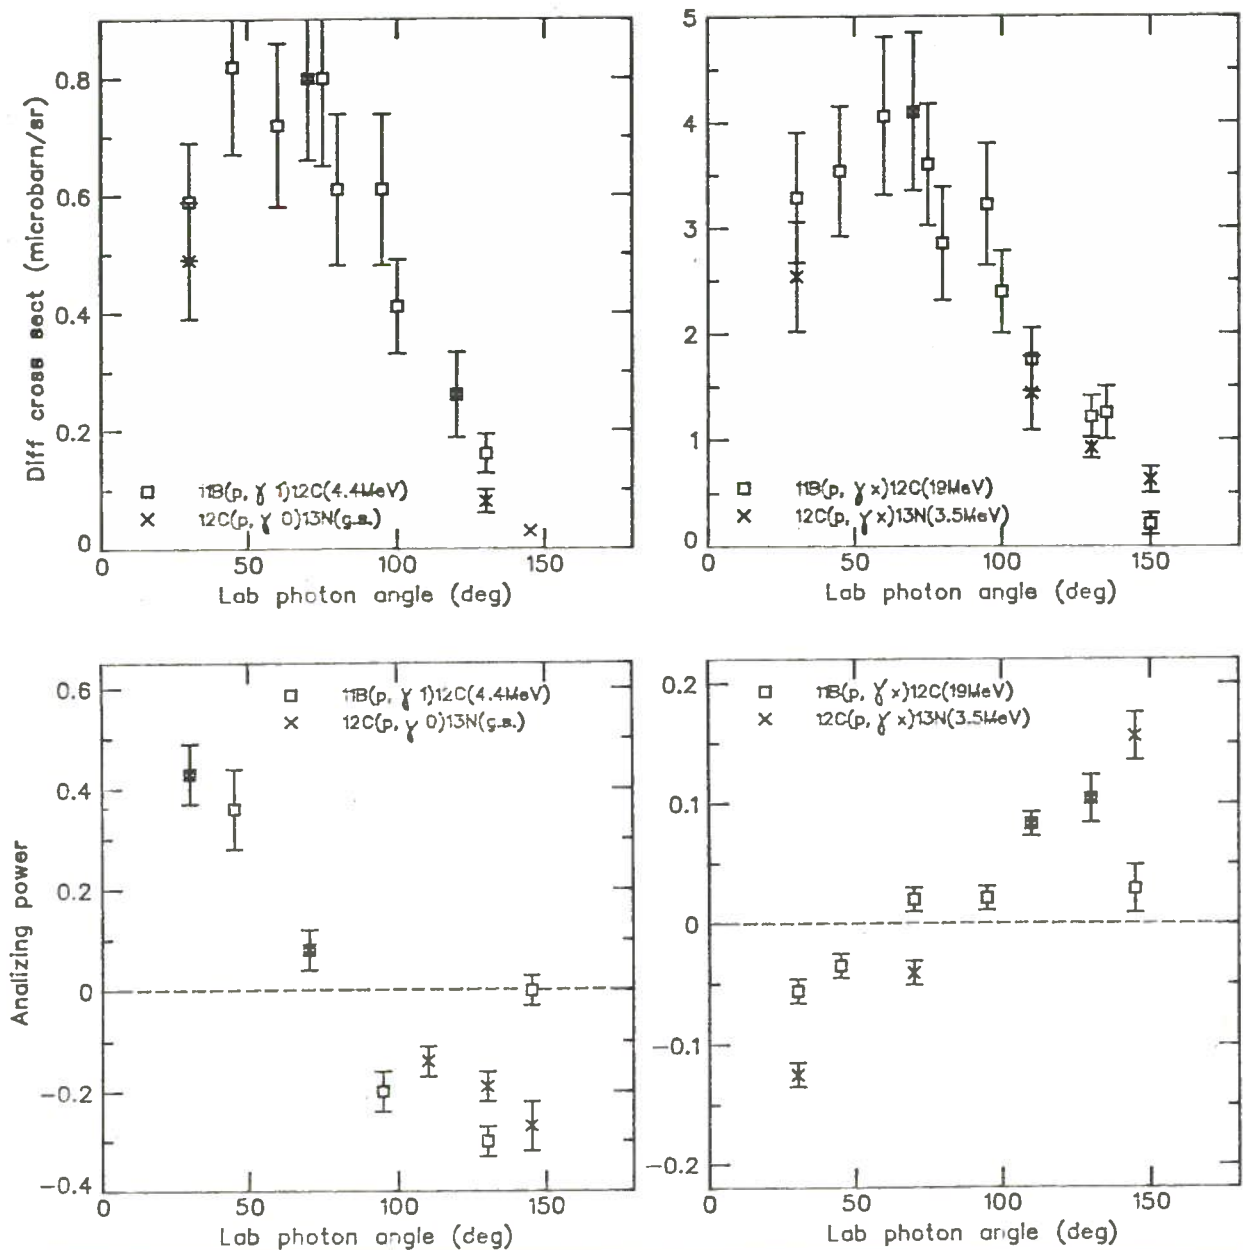 Diff cross sect (microbarn/sr)
0.8
0.6
0.4
0.2
0
□ 11B(p, γ 1)12C(4.4MeV)
× 12C(p, γ 0)13N(g.s.)
0 50 100 150
Lab photon angle (deg)
5
4
3
2
1
0
□ 11B(p, γ x)12C(19MeV)
× 12C(p, γ x)13N(3.5MeV)
0 50 100 150
Lab photon angle (deg)
Analizing power
0.6
0.4
0.2
0
-0.2
-0.4
□ 11B(p, γ 1)12C(4.4MeV)
× 12C(p, γ 0)13N(g.s.)
0 50 100 150
Lab photon angle (deg)
0.2
0.1
0
-0.1
-0.2
□ 11B(p, γ x)12C(19MeV)
× 12C(p, γ x)13N(3.5MeV)
0 50 100 150
Lab photon angle (deg)